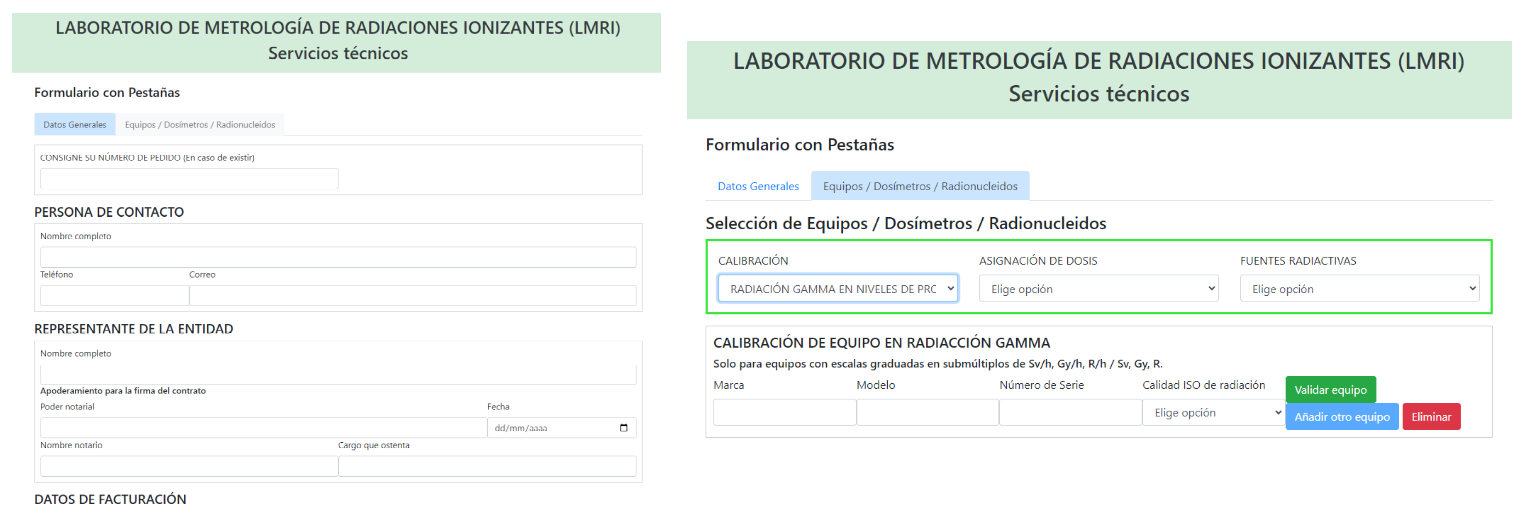 LABORATORIO DE METROLOGÍA DE RADIACIONES IONIZANTES (LMRI)
Servicios técnicos
Formulario con Pestañas
Datos Generales
Equipos / Dosímetros / Radionucleidos
CONSIGNE SU NÚMERO DE PEDIDO (En caso de existir)
PERSONA DE CONTACTO
Nombre completo
Teléfono
Correo
REPRESENTANTE DE LA ENTIDAD
Nombre completo
Apoderamiento para la firma del contrato
Poder notarial
Fecha
dd/mm/aaaa
Nombre notario
Cargo que ostenta
DATOS DE FACTURACIÓN
LABORATORIO DE METROLOGÍA DE RADIACIONES IONIZANTES (LMRI)
Servicios técnicos
Formulario con Pestañas
Datos Generales
Equipos / Dosímetros / Radionucleidos
Selección de Equipos / Dosímetros / Radionucleidos
CALIBRACIÓN
ASIGNACIÓN DE DOSIS
FUENTES RADIACTIVAS
RADIACIÓN GAMMA EN NIVELES DE PRC
Elige opción
Elige opción
CALIBRACIÓN DE EQUIPO EN RADIACCIÓN GAMMA
Solo para equipos con escalas graduadas en submúltiplos de Sv/h, Gy/h, R/h / Sv, Gy, R.
Marca
Modelo
Número de Serie
Calidad ISO de radiación
Elige opción
Validar equipo
Añadir otro equipo
Eliminar